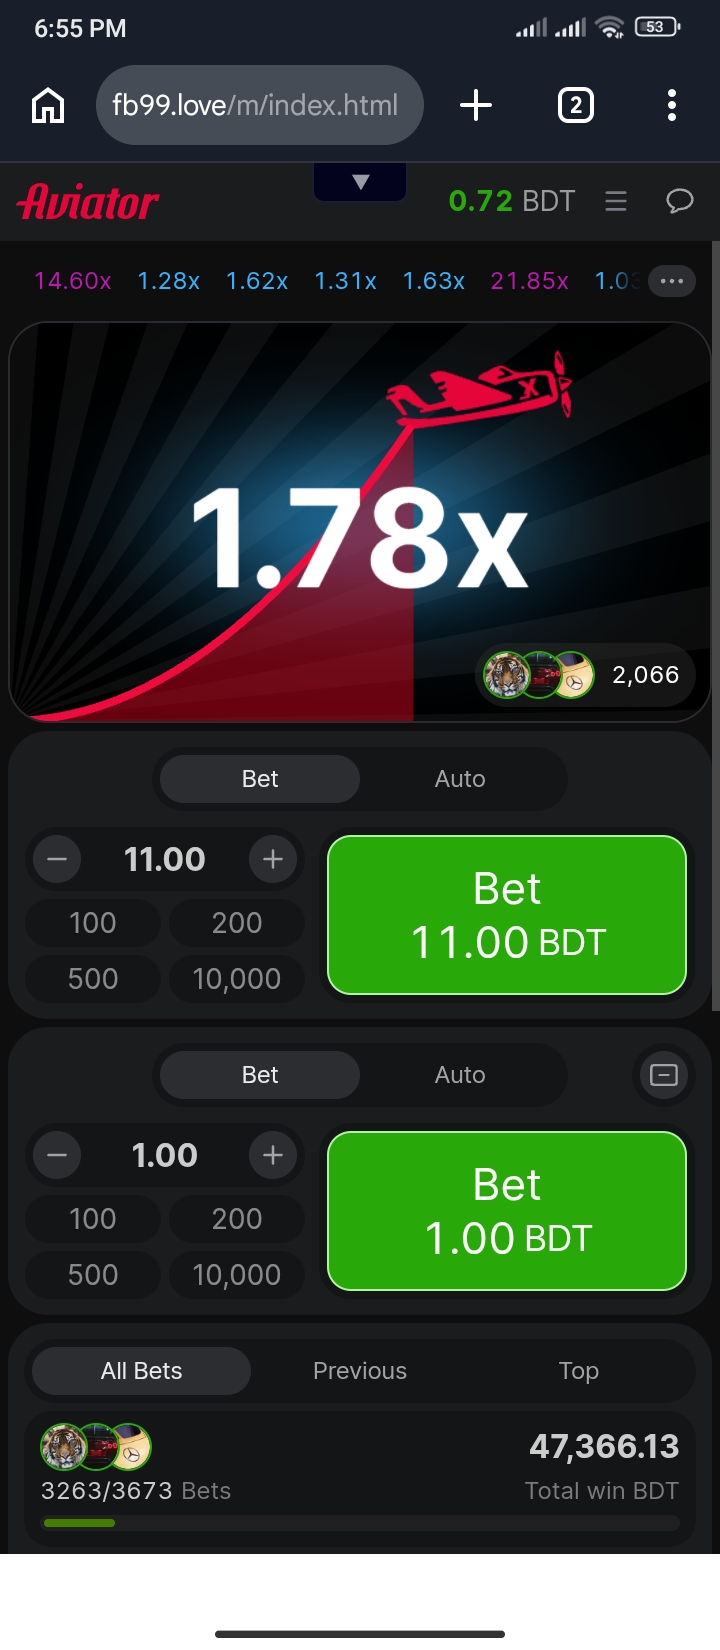 6:55 PM
53
fb99.love/m/index.html
2
Aviator
0.72 BDT
14.60x 1.28x 1.62x 1.31x 1.63x 21.85x 1.03
1.78x
2,066
Bet Auto
11.00
100 200
500 10,000
Bet
11.00 BDT
Bet Auto
1.00
100 200
500 10,000
Bet
1.00 BDT
All Bets Previous Top
47,366.13
3263/3673 Bets Total win BDT